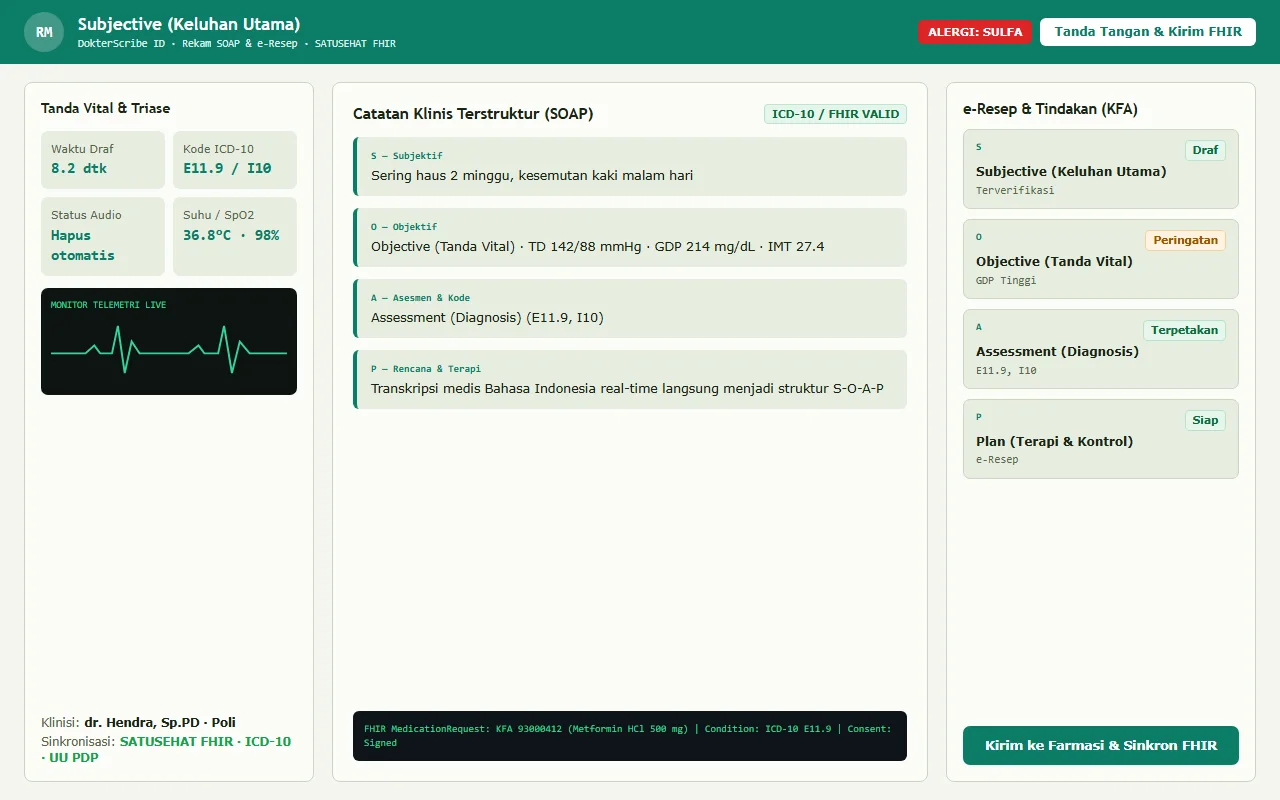 RM
Subjective (Keluhan Utama)
DokterScribe ID · Rekam SOAP & e-Resep · SATUSEHAT FHIR
ALERGI: SULFA
Tanda Tangan & Kirim FHIR
Tanda Vital & Triase
Waktu Draf
8.2 dtk
Kode ICD-10
E11.9 / I10
Status Audio
Hapus
otomatis
Suhu / SpO2
36.8°C · 98%
MONITOR TELEMETRI LIVE
Klinisi: dr. Hendra, Sp.PD · Poli
Sinkronisasi: SATUSEHAT FHIR · ICD-10
· UU PDP
Catatan Klinis Terstruktur (SOAP)
ICD-10 / FHIR VALID
S — Subjektif
Sering haus 2 minggu, kesemutan kaki malam hari
O — Objektif
Objective (Tanda Vital) · TD 142/88 mmHg · GDP 214 mg/dL · IMT 27.4
A — Asesmen & Kode
Assessment (Diagnosis) (E11.9, I10)
P — Rencana & Terapi
Transkripsi medis Bahasa Indonesia real-time langsung menjadi struktur S-O-A-P
FHIR MedicationRequest: KFA 93000412 (Metformin HCl 500 mg) | Condition: ICD-10 E11.9 | Consent:
Signed
e-Resep & Tindakan (KFA)
S
Draf
Subjective (Keluhan Utama)
Terverifikasi
O
Peringatan
Objective (Tanda Vital)
GDP Tinggi
A
Terpetakan
Assessment (Diagnosis)
E11.9, I10
P
Siap
Plan (Terapi & Kontrol)
e-Resep
Kirim ke Farmasi & Sinkron FHIR